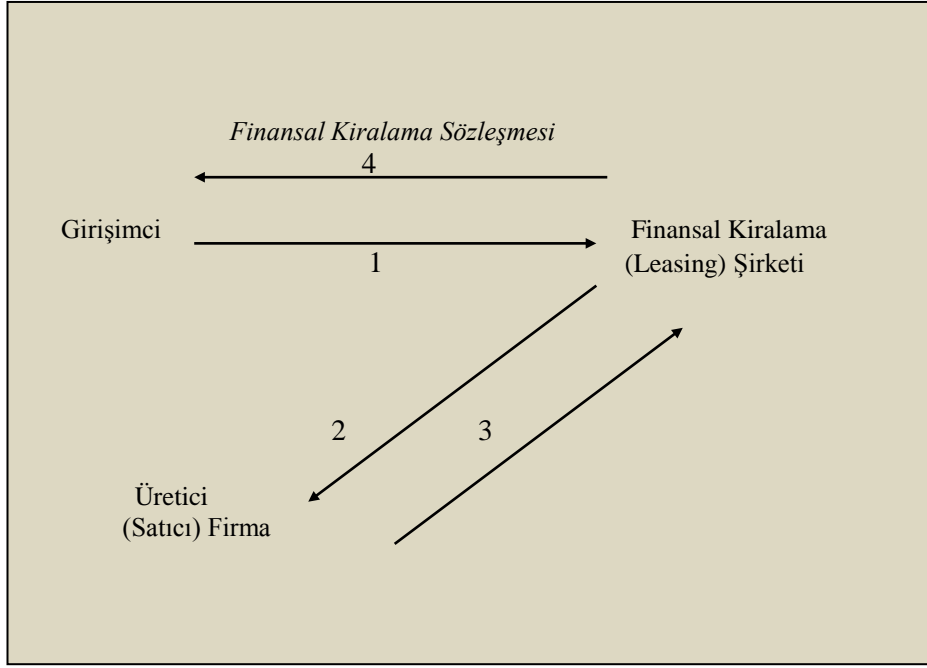 Finansal Kiralama Sözleşmesi
4
Girişimci
Finansal Kiralama
(Leasing) Şirketi
1
2
3
Üretici
(Satıcı) Firma